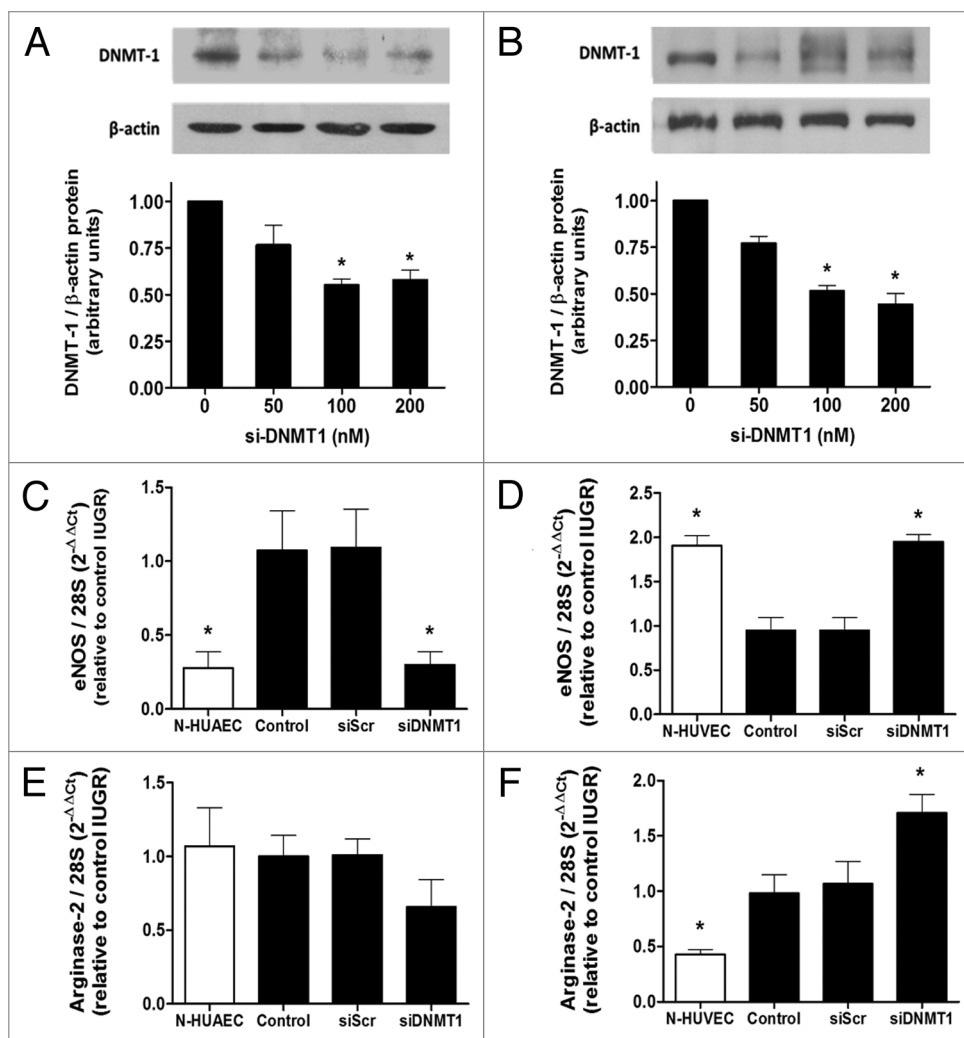 A
DNMT-1
β-actin
DNMT-1 / β-actin protein
(arbitrary units)
1.00
0.75
0.50
0.25
0.00
*
*
0 50 100 200
si-DNMT1 (nM)
B
DNMT-1
β-actin
DNMT-1 / β-actin protein
(arbitrary units)
1.00
0.75
0.50
0.25
0.00
*
*
0 50 100 200
si-DNMT1 (nM)
C
eNOS / 28S (2^-ΔΔCt)
(relative to control IUGR)
1.5
1.0
0.5
0.0
*
*
N-HUAEC Control siScr siDNMT1
D
eNOS / 28S (2^-ΔΔCt)
(relative to control IUGR)
2.5
2.0
1.5
1.0
0.5
0.0
*
*
N-HUVEC Control siScr siDNMT1
E
Arginase-2 / 28S (2^-ΔΔCt)
(relative to control IUGR)
1.5
1.0
0.5
0.0
N-HUAEC Control siScr siDNMT1
F
Arginase-2 / 28S (2^-ΔΔCt)
(relative to control IUGR)
2.0
1.5
1.0
0.5
0.0
*
*
N-HUVEC Control siScr siDNMT1